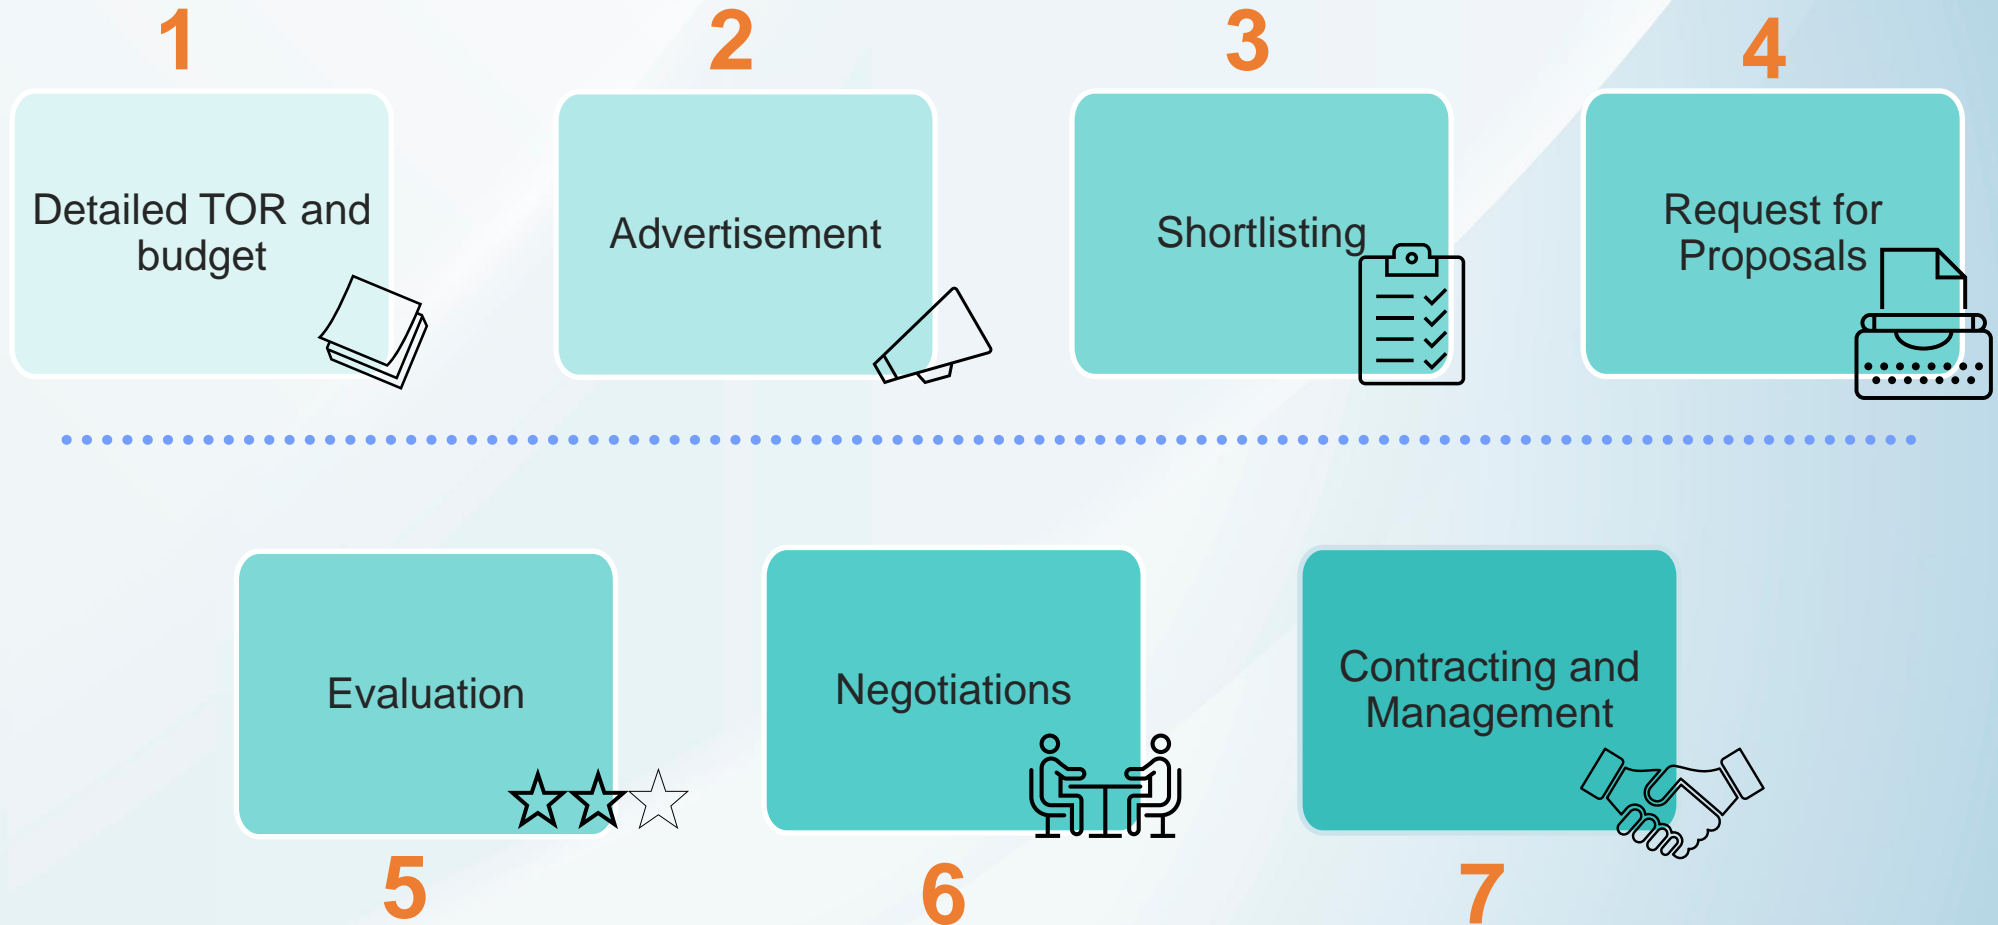 1
Detailed TOR and
budget
2
Advertisement
3
Shortlisting
4
Request for
Proposals
Evaluation
5
Negotiations
6
Contracting and
Management
7